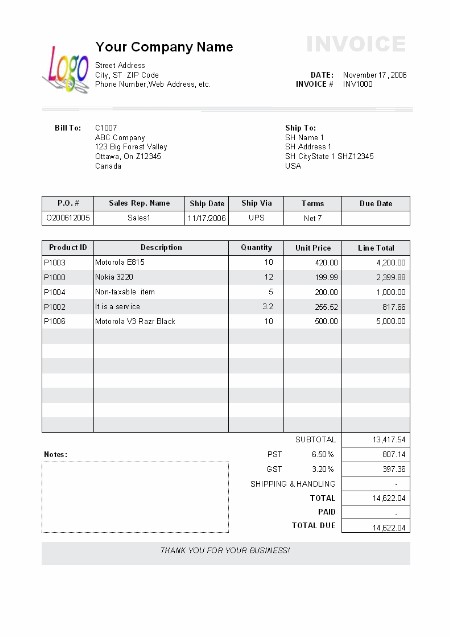 Logo
Your Company Name
INVOICE
Street Address
City, ST ZIP Code
DATE: November 17, 2006
Phone Number,Web Address, etc.
INVOICE # INV1000
Bill To: C1007
Ship To:
ABC Company
SH Name 1
123 Big Forest Valley
SH Address 1
Ottawa, On Z12345
SH CityState 1 SHZ12345
Canada
USA
P.O. # Sales Rep. Name Ship Date Ship Via Terms Due Date
C200612005 Sales1 11/17/2006 UPS Net 7
Product ID Description Quantity Unit Price Line Total
P1003 Motorola E815 10 420.00 4,200.00
P1000 Nokia 3220 12 199.99 2,399.88
P1004 Non-taxable item 5 200.00 1,000.00
P1002 It is a service 3.2 255.52 817.66
P1006 Motorola V3 Razr Black 10 500.00 5,000.00
SUBTOTAL 13,417.54
Notes:
PST 6.50% 807.14
GST 3.20% 397.36
SHIPPING & HANDLING -
TOTAL 14,622.04
PAID -
TOTAL DUE 14,622.04
THANK YOU FOR YOUR BUSINESS!